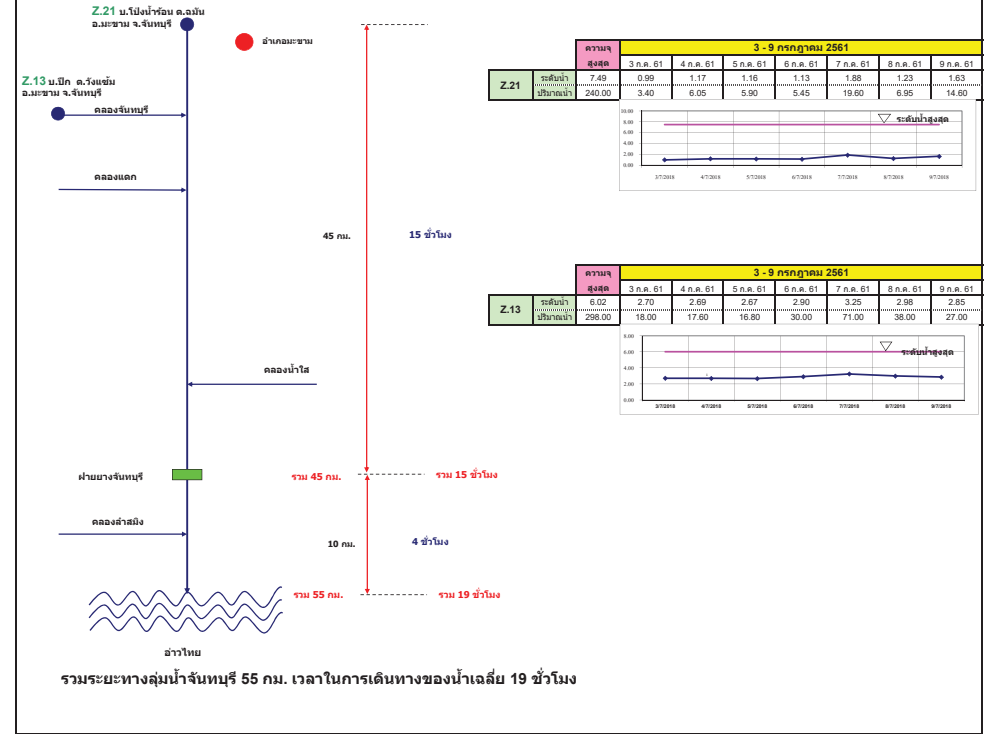 Z.21 บ.โป่งน้ำร้อน ต.ฉมัน
อ.มะขาม จ.จันทบุรี
อำเภอมะขาม
Z.13 บ.ปึก ต.วังแซ้ม
อ.มะขาม จ.จันทบุรี
คลองจันทบุรี
คลองแตก
45 กม.
15 ชั่วโมง
คลองน้ำใส
ฝายยางจันทบุรี
รวม 45 กม.
รวม 15 ชั่วโมง
คลองลำสมิง
10 กม.
4 ชั่วโมง
รวม 55 กม.
รวม 19 ชั่วโมง
อ่าวไทย
รวมระยะทางลุ่มน้ำจันทบุรี 55 กม. เวลาในการเดินทางของน้ำเฉลี่ย 19 ชั่วโมง
ความจุ 3 - 9 กรกฎาคม 2561
สูงสุด 3 ก.ค. 61 4 ก.ค. 61 5 ก.ค. 61 6 ก.ค. 61 7 ก.ค. 61 8 ก.ค. 61 9 ก.ค. 61
Z.21
ระดับน้ำ 7.49 0.99 1.17 1.16 1.13 1.88 1.23 1.63
ปริมาณน้ำ 240.00 3.40 6.05 5.90 5.45 19.60 6.95 14.60
10.00
8.00
6.00
4.00
2.00
0.00
ระดับน้ำสูงสุด
3/7/2018 4/7/2018 5/7/2018 6/7/2018 7/7/2018 8/7/2018 9/7/2018
ความจุ 3 - 9 กรกฎาคม 2561
สูงสุด 3 ก.ค. 61 4 ก.ค. 61 5 ก.ค. 61 6 ก.ค. 61 7 ก.ค. 61 8 ก.ค. 61 9 ก.ค. 61
Z.13
ระดับน้ำ 6.02 2.70 2.69 2.67 2.90 3.25 2.98 2.85
ปริมาณน้ำ 298.00 18.00 17.60 16.80 30.00 71.00 38.00 27.00
8.00
6.00
4.00
2.00
0.00
ระดับน้ำสูงสุด
3/7/2018 4/7/2018 5/7/2018 6/7/2018 7/7/2018 8/7/2018 9/7/2018